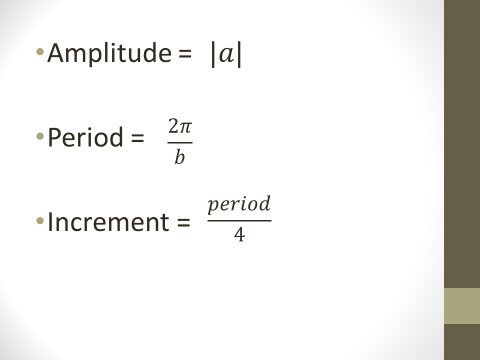 •Amplitude = |a|
•Period = 2π/b
•Increment = period/4